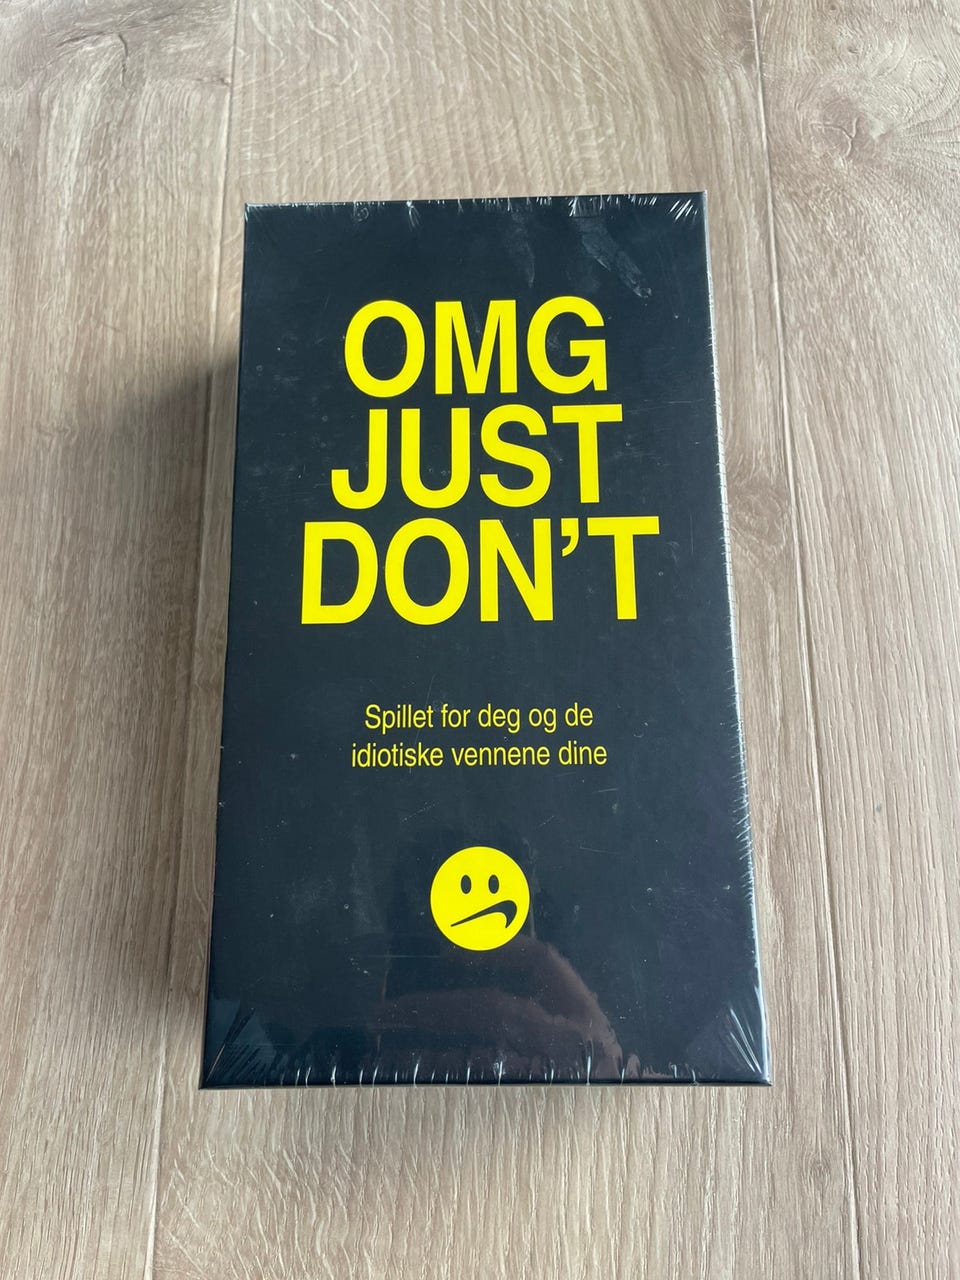 OMG
JUST
DON’T
Spillet for deg og de
idiotiske vennene dine